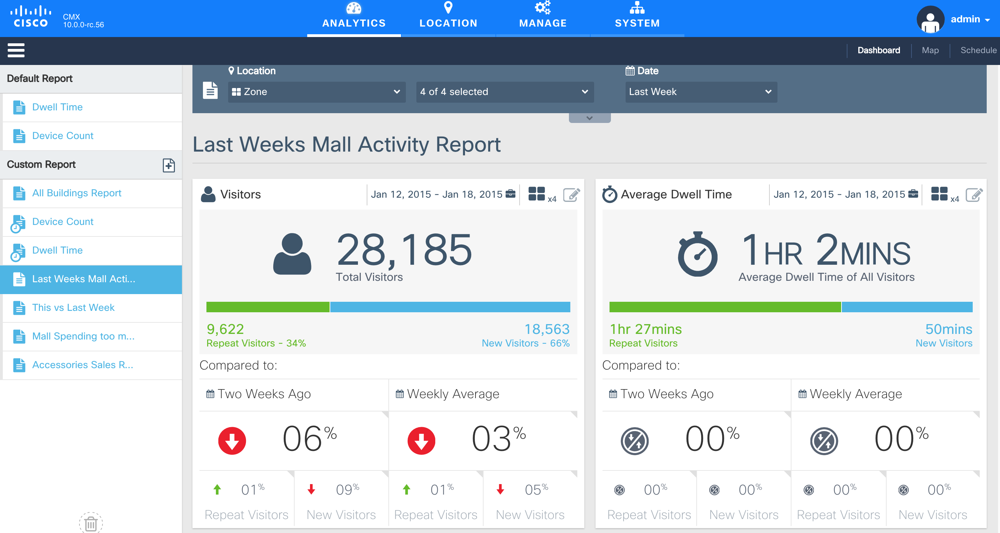 CISCO
CMX
10.0.0-rc.56
ANALYTICS
LOCATION
MANAGE
SYSTEM
admin
Dashboard
Map
Schedule
Default Report
Dwell Time
Device Count
Custom Report
All Buildings Report
Device Count
Dwell Time
Last Weeks Mall Acti...
This vs Last Week
Mall Spending too m...
Accessories Sales R...
Location
Date
Zone
4 of 4 selected
Last Week
Last Weeks Mall Activity Report
Visitors
Jan 12, 2015 - Jan 18, 2015
x4
28,185
Total Visitors
9,622
18,563
Repeat Visitors - 34%
New Visitors - 66%
Compared to:
Two Weeks Ago
Weekly Average
06%
03%
01%
09%
01%
05%
Repeat Visitors
New Visitors
Repeat Visitors
New Visitors
Average Dwell Time
Jan 12, 2015 - Jan 18, 2015
x4
1HR 2MINS
Average Dwell Time of All Visitors
1hr 27mins
50mins
Repeat Visitors
New Visitors
Compared to:
Two Weeks Ago
Weekly Average
00%
00%
00%
00%
00%
00%
Repeat Visitors
New Visitors
Repeat Visitors
New Visitors